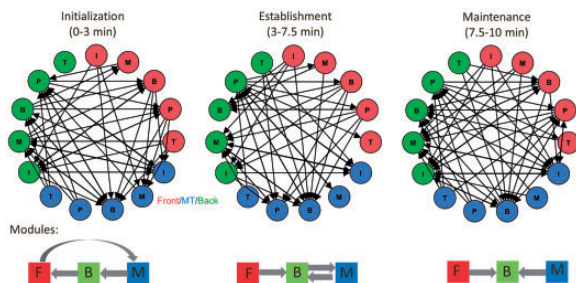 Initialization
(0-3 min)
Establishment
(3-7.5 min)
Maintenance
(7.5-10 min)
I
M
B
P
T
I
M
B
P
T
I
M
B
P
T
I
M
B
P
T
I
M
B
P
T
I
M
B
P
T
I
M
B
P
T
I
M
B
P
T
I
M
B
P
T
Front/MT/Back
Modules:
F B M
F B M
F B M